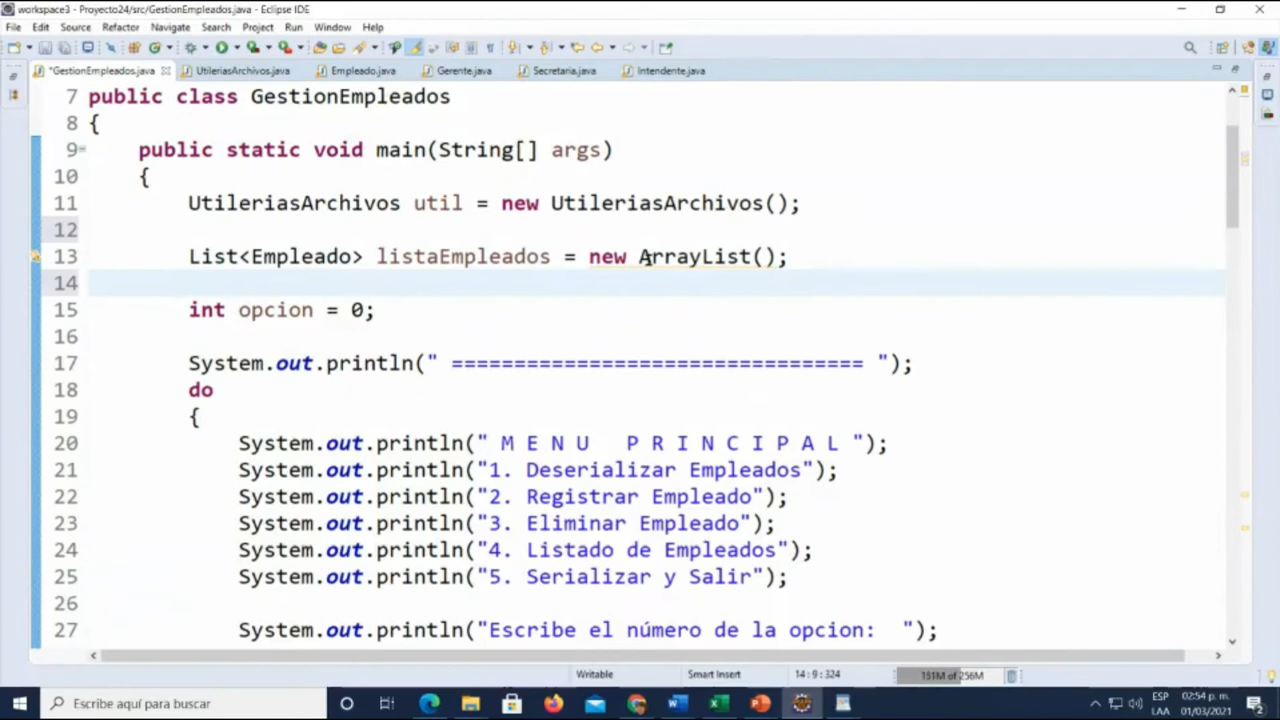 workspace3 - Proyecto24/src/GestionEmpleados.java - Eclipse IDE
File Edit Source Refactor Navigate Search Project Run Window Help
*GestionEmpleados.java UtileriasArchivos.java Empleado.java Gerente.java Secretaria.java Intendente.java
7 public class GestionEmpleados
8 {
9 public static void main(String[] args)
10 {
11 UtileriasArchivos util = new UtileriasArchivos();
12
13 List<Empleado> listaEmpleados = new ArrayList();
14
15 int opcion = 0;
16
17 System.out.println(" ================================= ");
18 do
19 {
20 System.out.println(" M E N U   P R I N C I P A L ");
21 System.out.println("1. Deserializar Empleados");
22 System.out.println("2. Registrar Empleado");
23 System.out.println("3. Eliminar Empleado");
24 System.out.println("4. Listado de Empleados");
25 System.out.println("5. Serializar y Salir");
26
27 System.out.println("Escribe el número de la opcion:  ");
Writable Smart Insert 14 : 9 : 324 151M of 256M
Escribe aquí para buscar
ESP 02:54 p. m.
LAA 01/03/2021
2